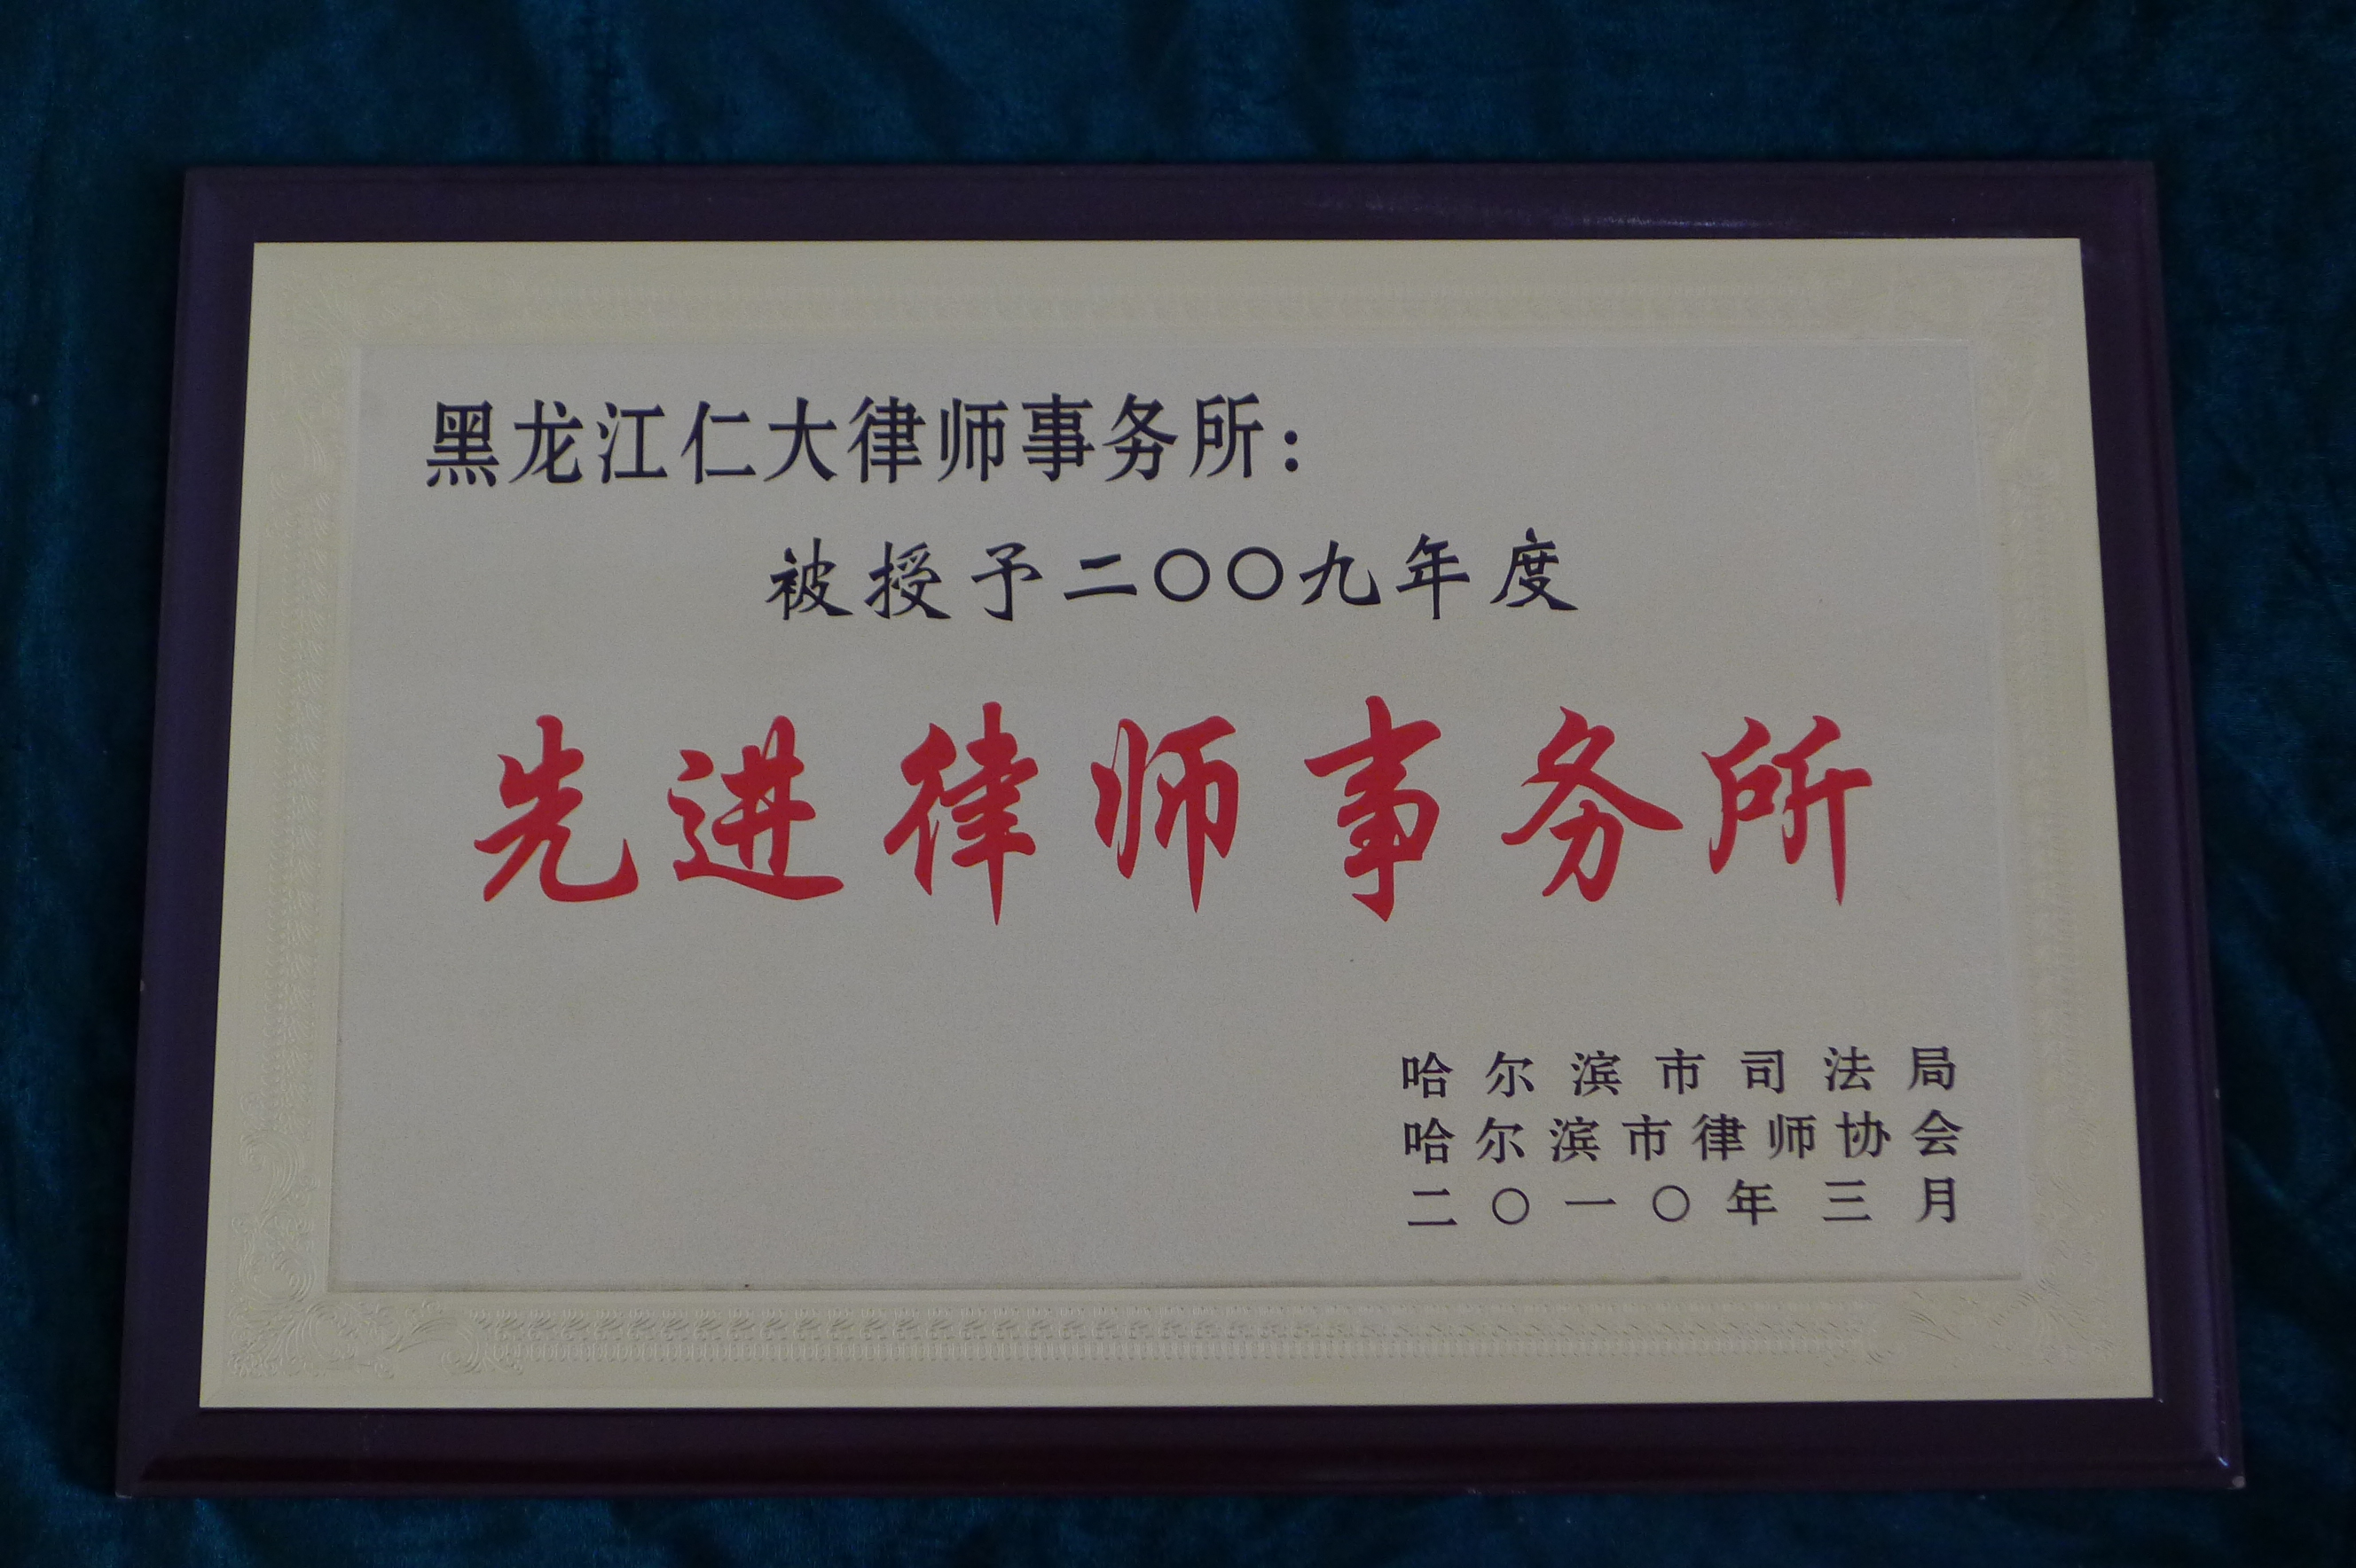 黑龙江仁大律师事务所：
被授予二〇〇九年度
先进律师事务所
哈尔滨市司法局
哈尔滨市律师协会
二〇一〇年三月